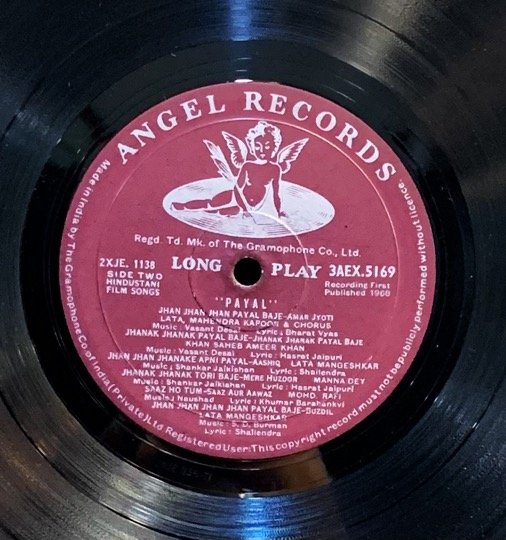 ANGEL RECORDS
Regd. Td. Mk. of The Gramophone Co., Ltd.
2XJE. 1138 LONG PLAY 3AEX.5169
SIDE TWO Recording First
HINDUSTANI Published 1968
FILM SONGS
"PAYAL"
JHAN JHAN JHAN PAYAL BAJE-AMAR JYOTI
LATA, MAHENDRA KAPOOR & CHORUS
Music : Vasant Desai Lyric : Bharat Vyas
JHANAK JHANAK PAYAL BAJE-JHANAK JHANAK PAYAL BAJE
KHAN SAHEB AMEER KHAN
Music : Vasant Desai Lyric : Hasrat Jaipuri
JHAN JHAN JHANAKE APNI PAYAL-AASHIQ LATA MANGESHKAR
Music : Shankar Jaikishen Lyric : Shailendra
JHANAK JHANAK TORI BAJE-MERE HUZOOR MANNA DEY
Music : Shankar Jaikishan Lyric : Hasrat Jaipuri
SAAZ HO TUM-SAAZ AUR AAWAZ MOHD. RAFI
Music : Naushad Lyric : Khumar Barabankvi
JHAN JHAN JHAN JHAN PAYAL BAJE-BUZDIL
LATA MANGESHKAR
Music : S. D. Burman
Lyric : Shailendra
Made in India by The Gramophone Co. of India (Private) Ltd Registered User: This copyright record must not be publicly performed without licence.